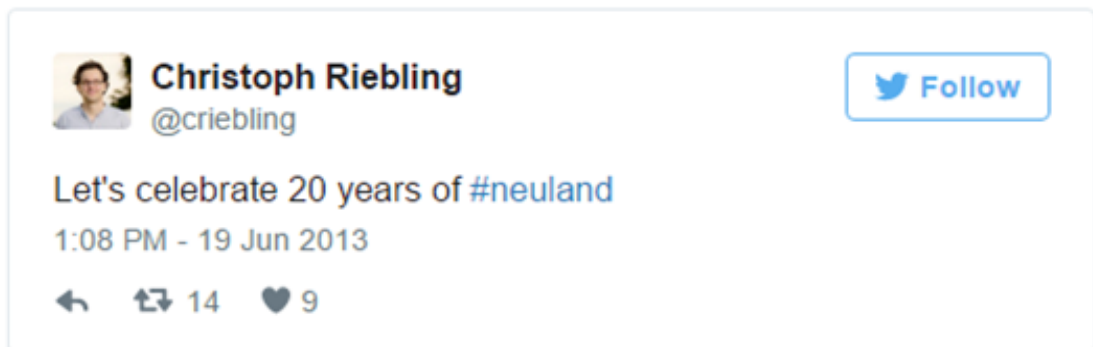 Christoph Riebling
@criebling
Follow
Let's celebrate 20 years of #neuland
1:08 PM - 19 Jun 2013
14 9